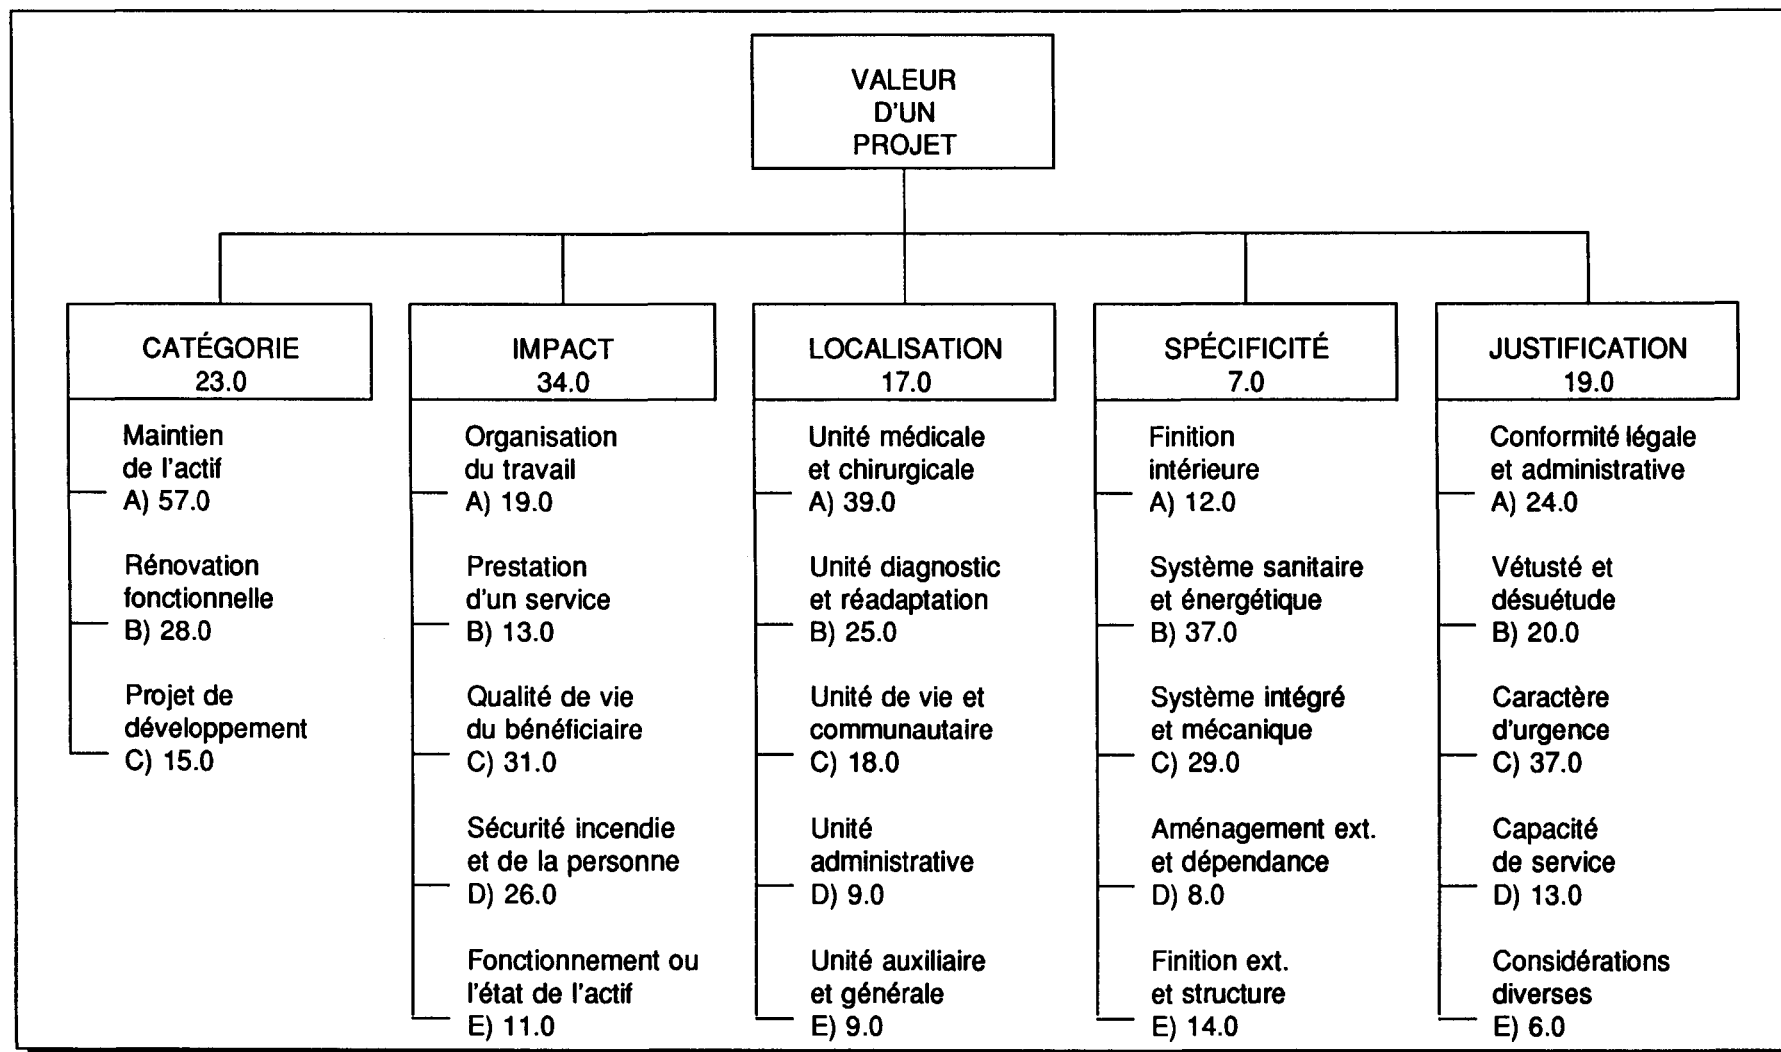 VALEUR
D'UN
PROJET
CATÉGORIE
23.0
Maintien
de l'actif
A) 57.0
Rénovation
fonctionnelle
B) 28.0
Projet de
développement
C) 15.0
IMPACT
34.0
Organisation
du travail
A) 19.0
Prestation
d'un service
B) 13.0
Qualité de vie
du bénéficiaire
C) 31.0
Sécurité incendie
et de la personne
D) 26.0
Fonctionnement ou
l'état de l'actif
E) 11.0
LOCALISATION
17.0
Unité médicale
et chirurgicale
A) 39.0
Unité diagnostic
et réadaptation
B) 25.0
Unité de vie et
communautaire
C) 18.0
Unité
administrative
D) 9.0
Unité auxiliaire
et générale
E) 9.0
SPÉCIFICITÉ
7.0
Finition
intérieure
A) 12.0
Système sanitaire
et énergétique
B) 37.0
Système intégré
et mécanique
C) 29.0
Aménagement ext.
et dépendance
D) 8.0
Finition ext.
et structure
E) 14.0
JUSTIFICATION
19.0
Conformité légale
et administrative
A) 24.0
Vétusté et
désuétude
B) 20.0
Caractère
d'urgence
C) 37.0
Capacité
de service
D) 13.0
Considérations
diverses
E) 6.0